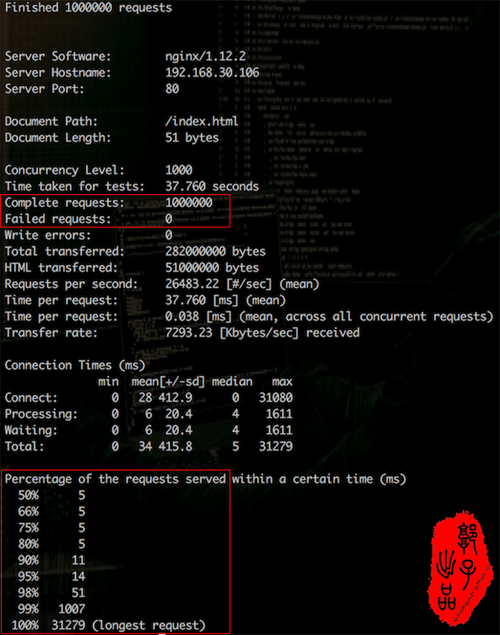 Finished 1000000 requests
Server Software: nginx/1.12.2
Server Hostname: 192.168.30.106
Server Port: 80
Document Path: /index.html
Document Length: 51 bytes
Concurrency Level: 1000
Time taken for tests: 37.760 seconds
Complete requests: 1000000
Failed requests: 0
Write errors: 0
Total transferred: 282000000 bytes
HTML transferred: 51000000 bytes
Requests per second: 26483.22 [#/sec] (mean)
Time per request: 37.760 [ms] (mean)
Time per request: 0.038 [ms] (mean, across all concurrent requests)
Transfer rate: 7293.23 [Kbytes/sec] received
Connection Times (ms)
min mean[+/-sd] median max
Connect: 0 28 412.9 0 31080
Processing: 0 6 20.4 4 1611
Waiting: 0 6 20.4 4 1611
Total: 0 34 415.8 5 31279
Percentage of the requests served within a certain time (ms)
50% 5
66% 5
75% 5
80% 5
90% 11
95% 14
98% 51
99% 1007
100% 31279 (longest request)